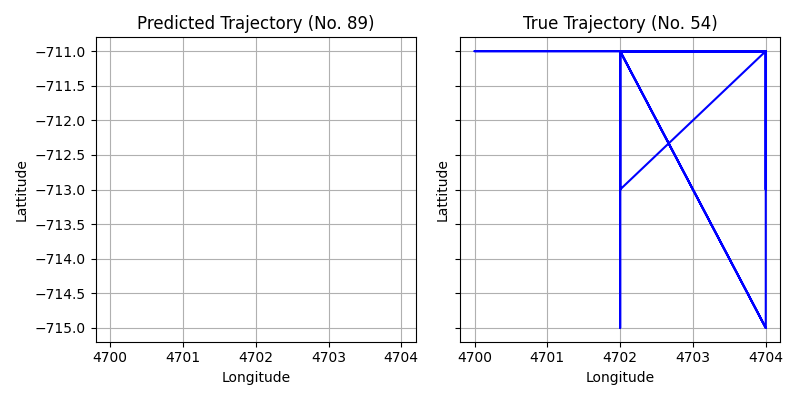 Predicted Trajectory (No. 89)
True Trajectory (No. 54)
Lattitude
−711.0
−711.5
−712.0
−712.5
−713.0
−713.5
−714.0
−714.5
−715.0
4700 4701 4702 4703 4704
Longitude
Lattitude
4700 4701 4702 4703 4704
Longitude